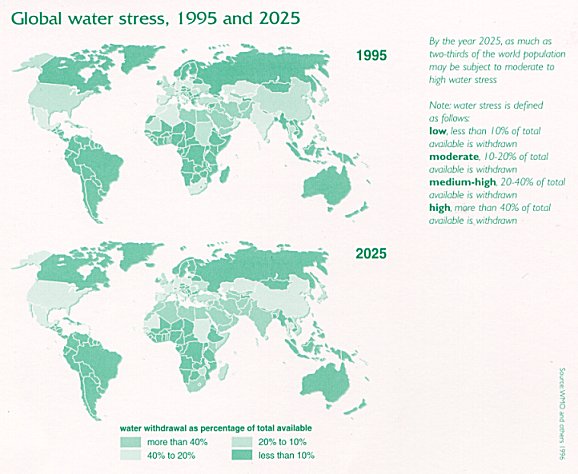 Global water stress, 1995 and 2025
1995
By the year 2025, as much as
two-thirds of the world population
may be subject to moderate to
high water stress
Note: water stress is defined
as follows:
low, less than 10% of total
available is withdrawn
moderate, 10-20% of total
available is withdrawn
medium-high, 20-40% of total
available is withdrawn
high, more than 40% of total
available is withdrawn
2025
water withdrawal as percentage of total available
more than 40%
20% to 10%
40% to 20%
less than 10%
Source: WMO and others 1996